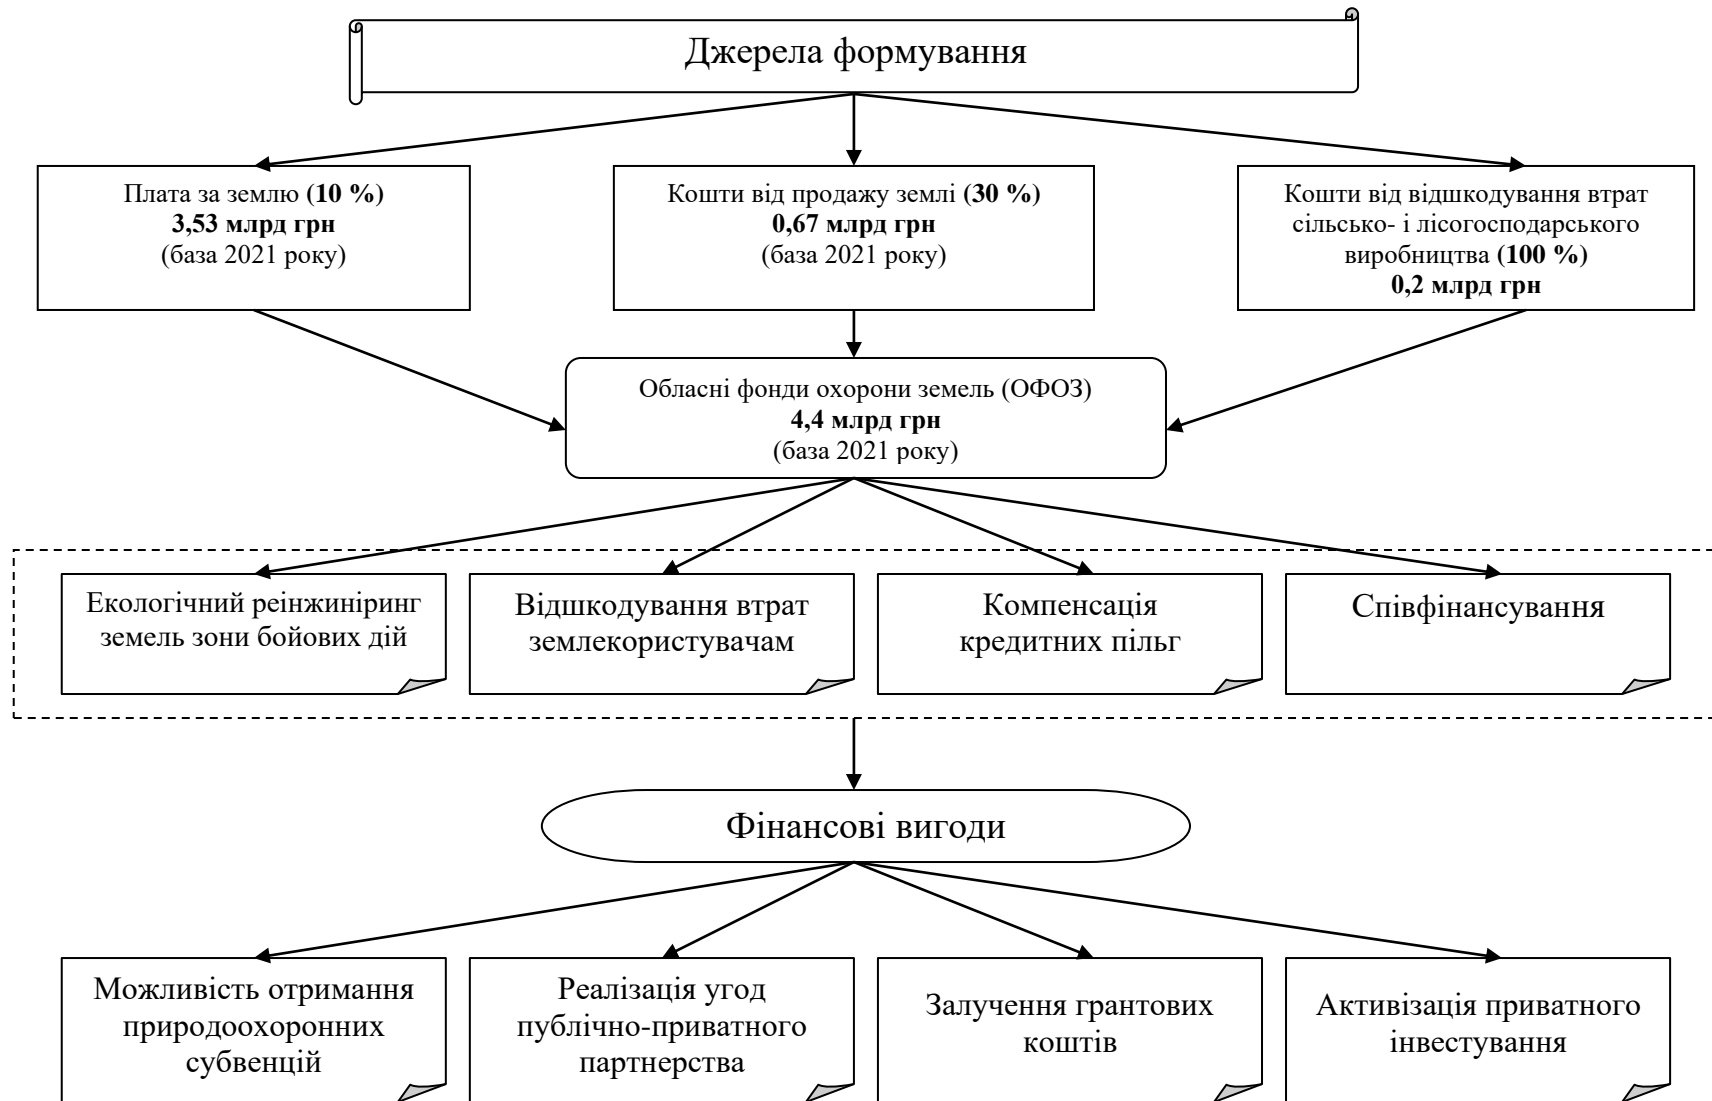 Джерела формування
Плата за землю (10 %)
3,53 млрд грн
(база 2021 року)
Кошти від продажу землі (30 %)
0,67 млрд грн
(база 2021 року)
Кошти від відшкодування втрат
сільсько- і лісогосподарського
виробництва (100 %)
0,2 млрд грн
Обласні фонди охорони земель (ОФОЗ)
4,4 млрд грн
(база 2021 року)
Екологічний реінжиніринг
земель зони бойових дій
Відшкодування втрат
землекористувачам
Компенсація
кредитних пільг
Співфінансування
Фінансові вигоди
Можливість отримання
природоохоронних
субвенцій
Реалізація угод
публічно-приватного
партнерства
Залучення грантових
коштів
Активізація приватного
інвестування